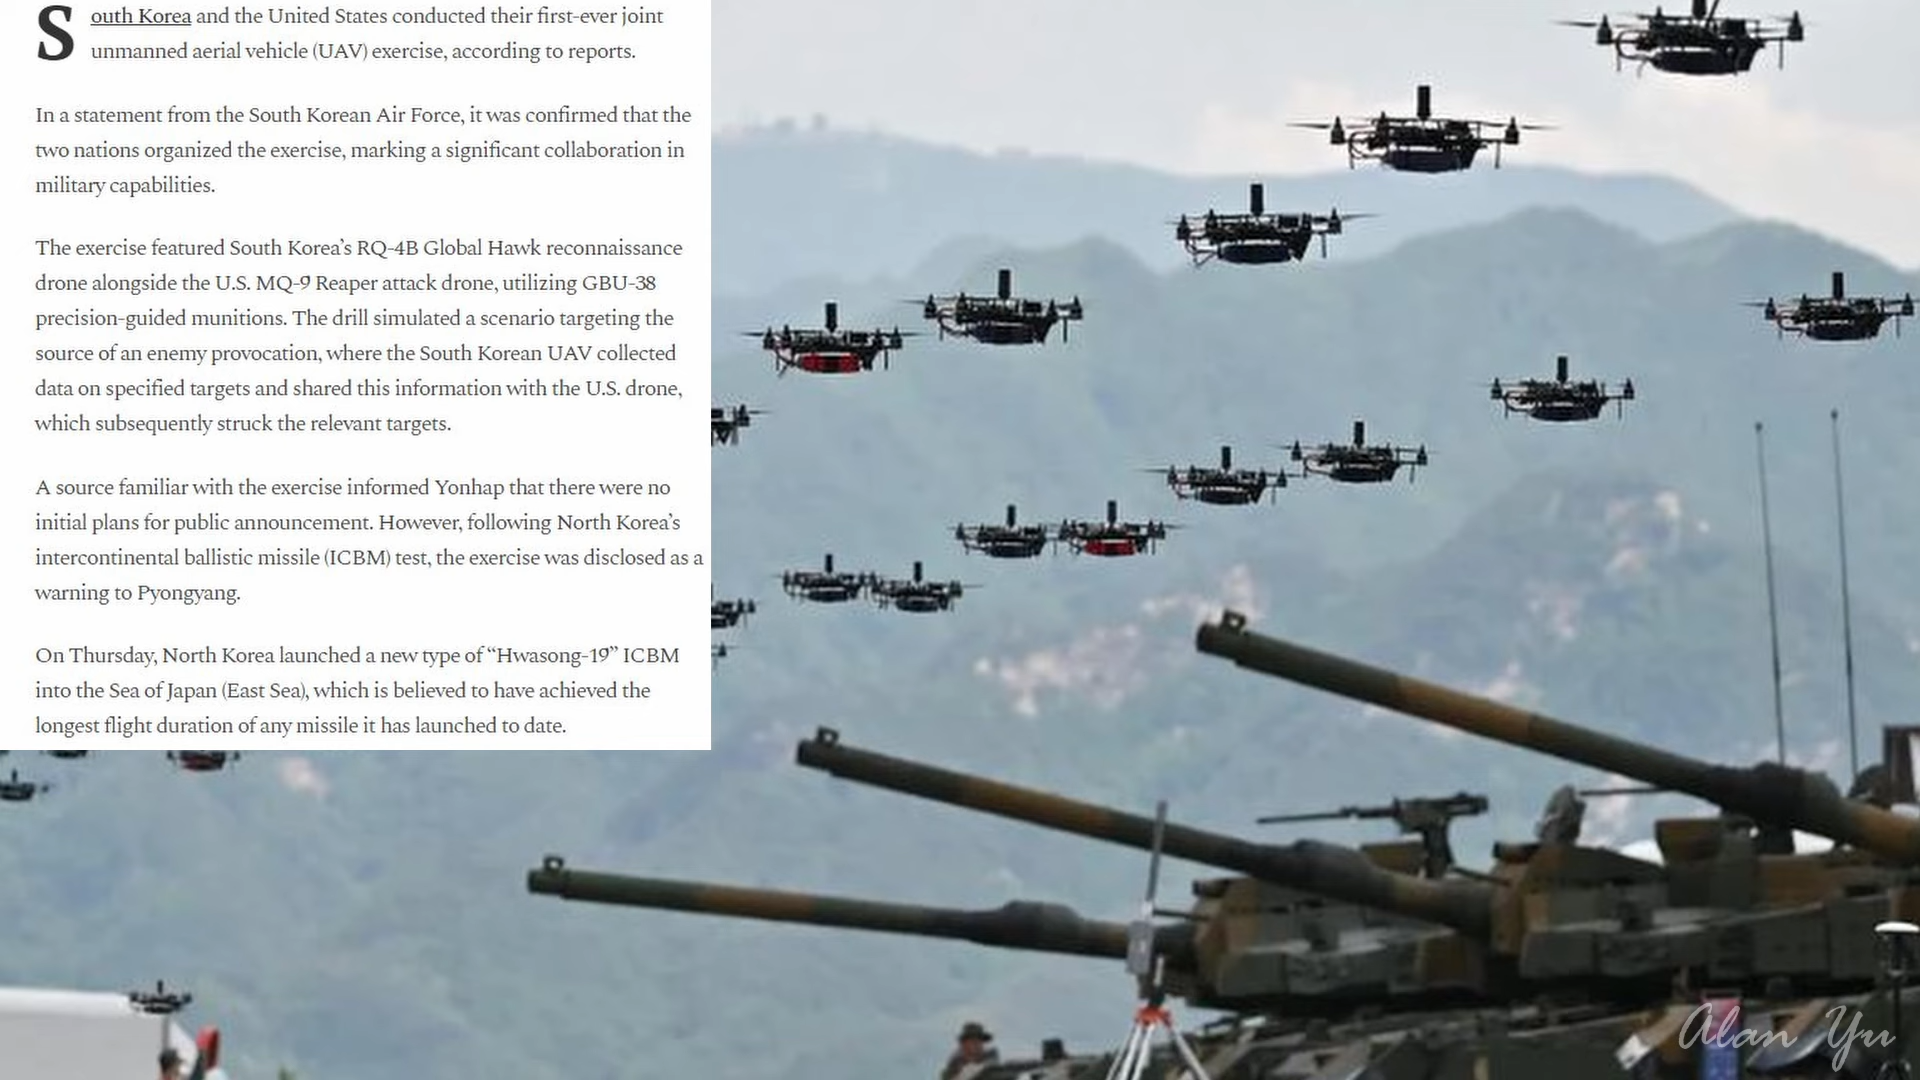 South Korea and the United States conducted their first-ever joint
unmanned aerial vehicle (UAV) exercise, according to reports.
In a statement from the South Korean Air Force, it was confirmed that the
two nations organized the exercise, marking a significant collaboration in
military capabilities.
The exercise featured South Korea’s RQ-4B Global Hawk reconnaissance
drone alongside the U.S. MQ-9 Reaper attack drone, utilizing GBU-38
precision-guided munitions. The drill simulated a scenario targeting the
source of an enemy provocation, where the South Korean UAV collected
data on specified targets and shared this information with the U.S. drone,
which subsequently struck the relevant targets.
A source familiar with the exercise informed Yonhap that there were no
initial plans for public announcement. However, following North Korea’s
intercontinental ballistic missile (ICBM) test, the exercise was disclosed as a
warning to Pyongyang.
On Thursday, North Korea launched a new type of “Hwasong-19” ICBM
into the Sea of Japan (East Sea), which is believed to have achieved the
longest flight duration of any missile it has launched to date.
Alan Yu